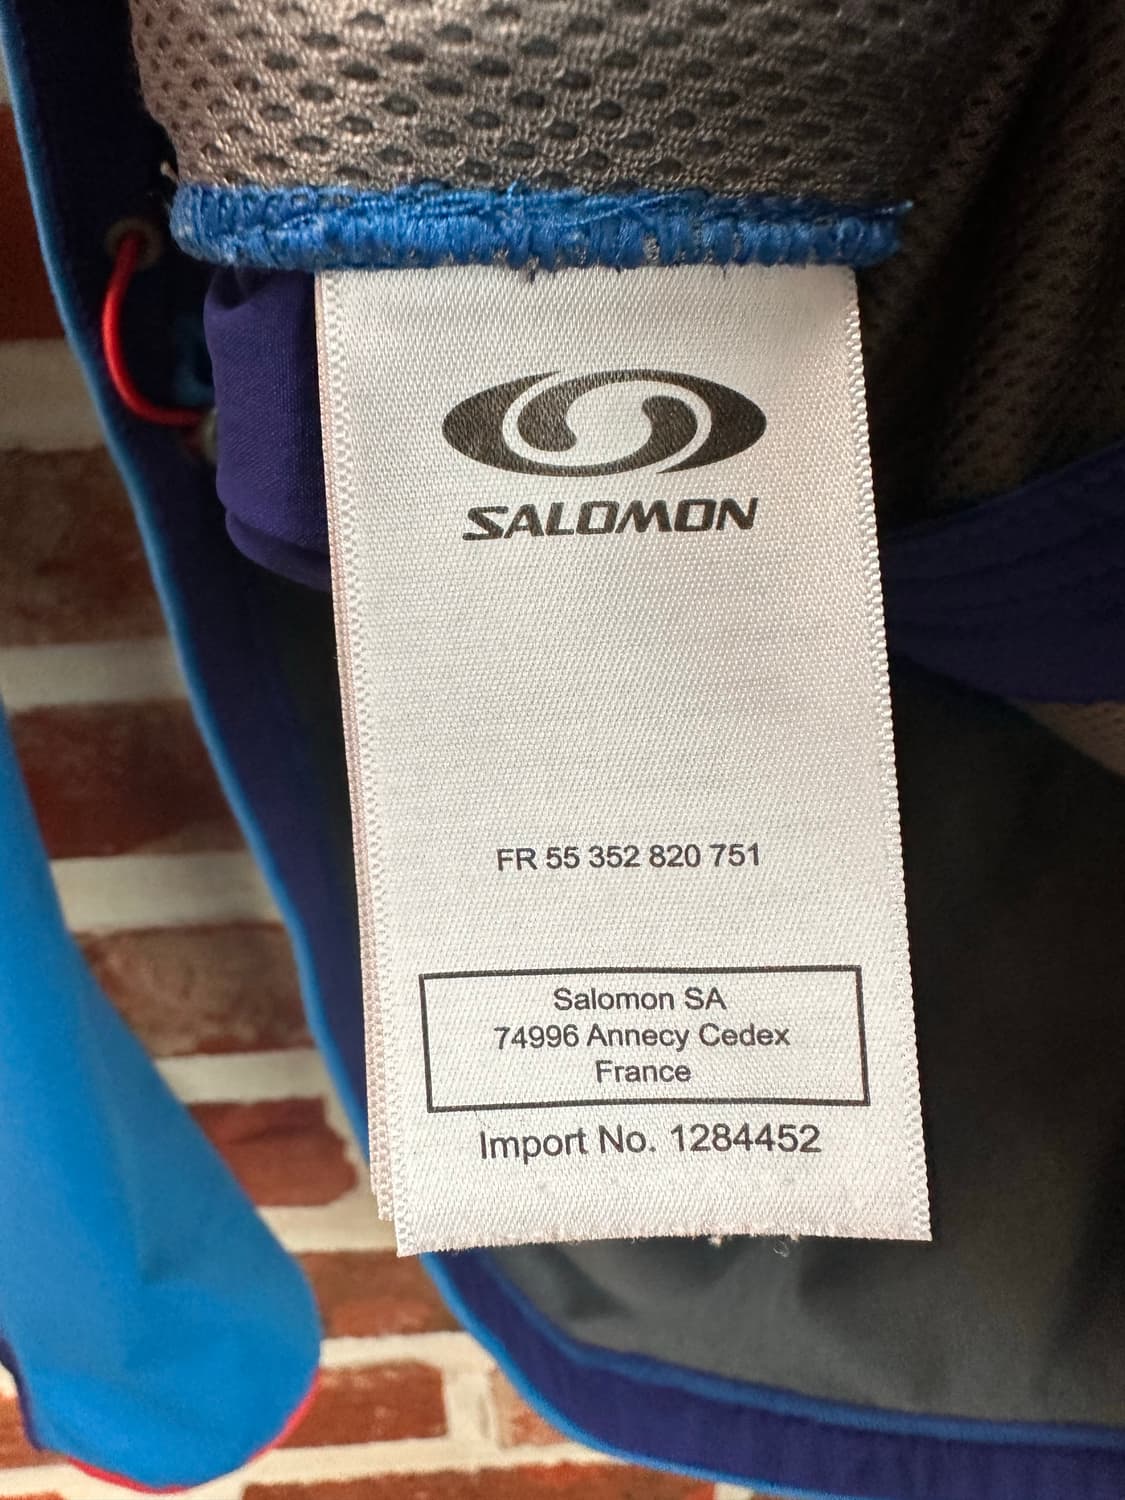 SALOMON
FR 55 352 820 751
Salomon SA
74996 Annecy Cedex
France
Import No. 1284452